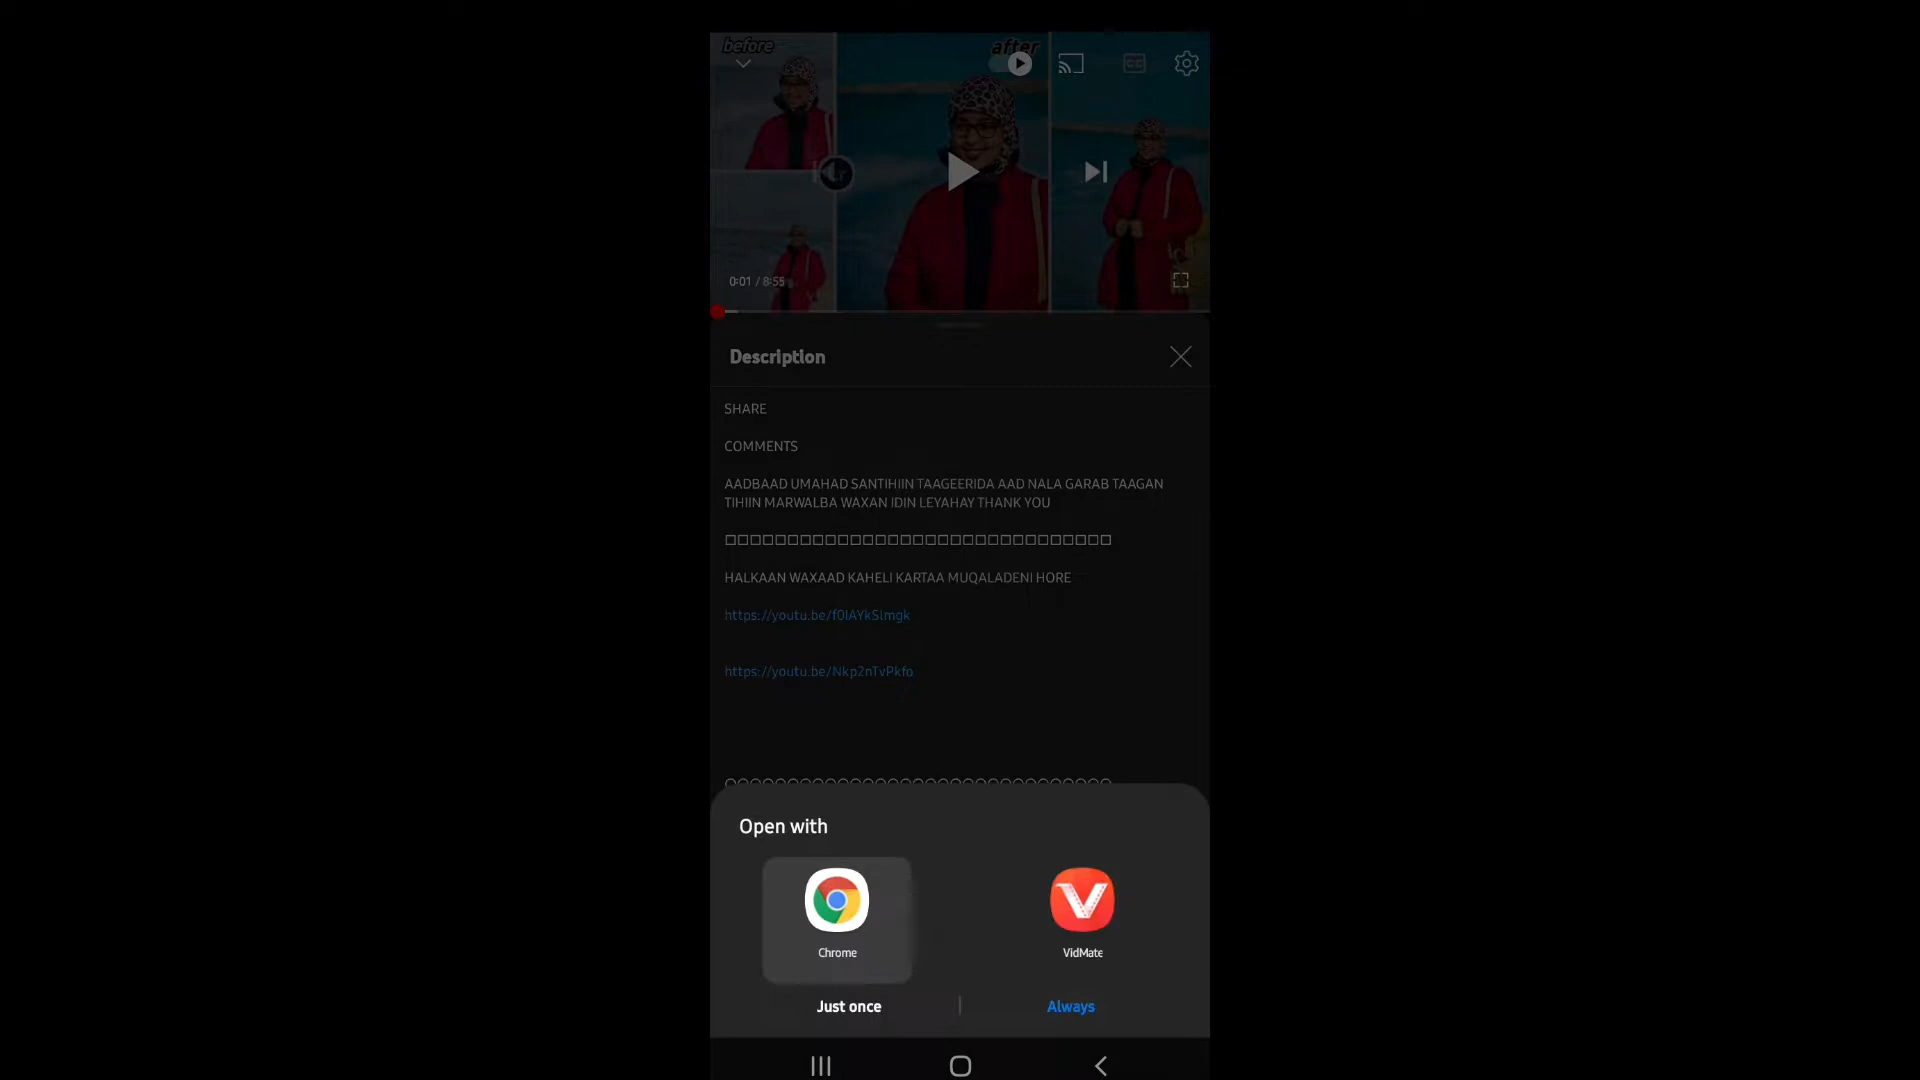 before
after
CC
0:01 / 8:55
Description
SHARE
COMMENTS
AADBAAD UMAHAD SANTIHIIN TAAGEERIDA AAD NALA GARAB TAAGAN
TIHIIN MARWALBA WAXAN IDIN LEYAHAY THANK YOU
HALKAAN WAXAAD KAHELI KARTAA MUQALADENI HORE
https://youtu.be/f0IAYkSImgk
https://youtu.be/Nkp2nTvPkfo
Open with
Chrome
VidMate
Just once
Always